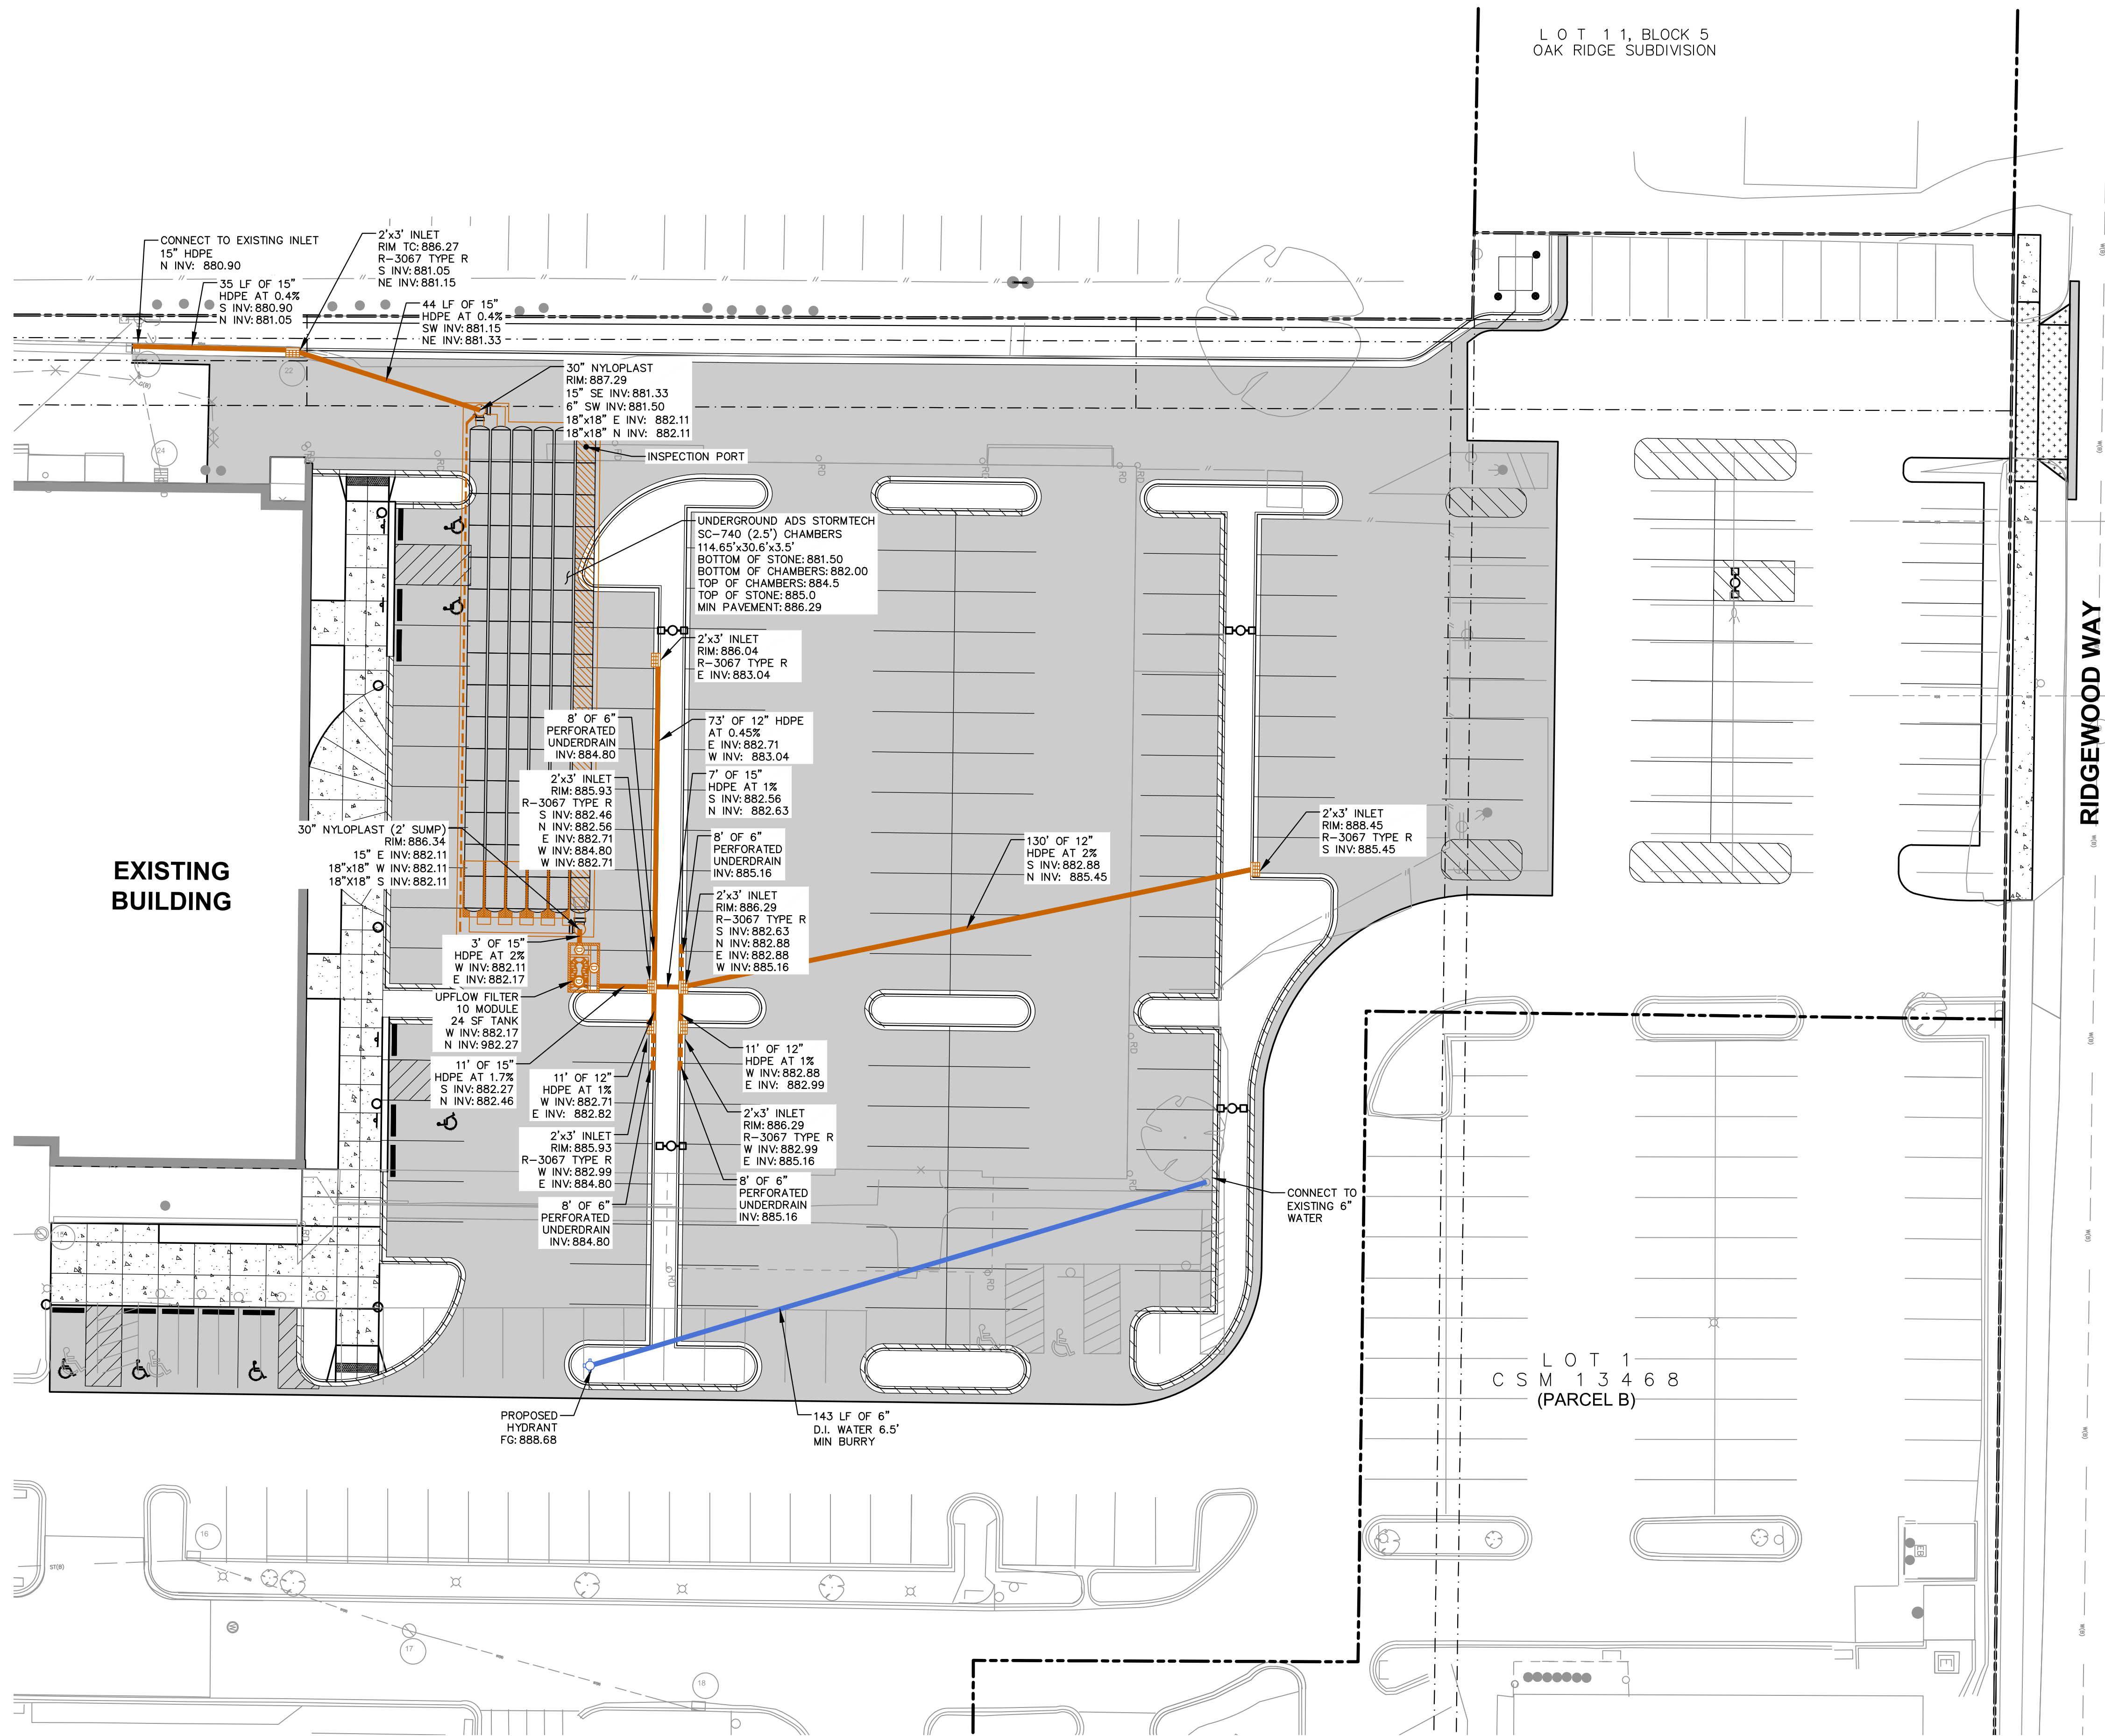 L O T 1 1, BLOCK 5
OAK RIDGE SUBDIVISION
CONNECT TO EXISTING INLET
15" HDPE
N INV: 880.90
35 LF OF 15"
HDPE AT 0.4%
S INV: 880.90
N INV: 881.05
2'x3' INLET
RIM TC: 886.27
R-3067 TYPE R
S INV: 881.05
NE INV: 881.15
44 LF OF 15"
HDPE AT 0.4%
SW INV: 881.15
NE INV: 881.33
30" NYLOPLAST
RIM: 887.29
15" SE INV: 881.33
6" SW INV: 881.50
18"x18" E INV: 882.11
18"x18" N INV: 882.11
INSPECTION PORT
UNDERGROUND ADS STORMTECH
SC-740 (2.5') CHAMBERS
114.65'x30.6'x3.5'
BOTTOM OF STONE: 881.50
BOTTOM OF CHAMBERS: 882.00
TOP OF CHAMBERS: 884.5
TOP OF STONE: 885.0
MIN PAVEMENT: 886.29
2'x3' INLET
RIM: 886.04
R-3067 TYPE R
E INV: 883.04
8' OF 6"
PERFORATED
UNDERDRAIN
INV: 884.80
73' OF 12" HDPE
AT 0.45%
E INV: 882.71
W INV: 883.04
2'x3' INLET
RIM: 885.93
R-3067 TYPE R
S INV: 882.46
N INV: 882.56
E INV: 882.71
W INV: 884.80
W INV: 882.71
7' OF 15"
HDPE AT 1%
S INV: 882.56
N INV: 882.63
30" NYLOPLAST (2' SUMP)
RIM: 886.34
15" E INV: 882.11
18"x18" W INV: 882.11
18"X18" S INV: 882.11
8' OF 6"
PERFORATED
UNDERDRAIN
INV: 885.16
130' OF 12"
HDPE AT 2%
S INV: 882.88
N INV: 885.45
2'x3' INLET
RIM: 888.45
R-3067 TYPE R
S INV: 885.45
EXISTING
BUILDING
RIDGEWOOD WAY
2'x3' INLET
RIM: 886.29
R-3067 TYPE R
S INV: 882.63
N INV: 882.88
E INV: 882.88
W INV: 885.16
3' OF 15"
HDPE AT 2%
W INV: 882.11
E INV: 882.17
UPFLOW FILTER
10 MODULE
24 SF TANK
W INV: 882.17
N INV: 982.27
11' OF 15"
HDPE AT 1.7%
S INV: 882.27
N INV: 882.46
11' OF 12"
HDPE AT 1%
W INV: 882.71
E INV: 882.82
11' OF 12"
HDPE AT 1%
W INV: 882.88
E INV: 882.99
2'x3' INLET
RIM: 885.93
R-3067 TYPE R
W INV: 882.99
E INV: 884.80
2'x3' INLET
RIM: 886.29
R-3067 TYPE R
W INV: 882.99
E INV: 885.16
8' OF 6"
PERFORATED
UNDERDRAIN
INV: 884.80
8' OF 6"
PERFORATED
UNDERDRAIN
INV: 885.16
CONNECT TO
EXISTING 6"
WATER
PROPOSED
HYDRANT
FG: 888.68
143 LF OF 6"
D.I. WATER 6.5'
MIN BURRY
L O T 1
C S M 1 3 4 6 8
(PARCEL B)
22
24
16
17
18
ST(B)
RD
RD
RD
RD
RD
RD
RD
RD
RD
RD
RD
RD
W(B)
W(B)
W(B)
W(B)
W(B)
W(B)
W(B)
W(B)
W(B)
EB
E